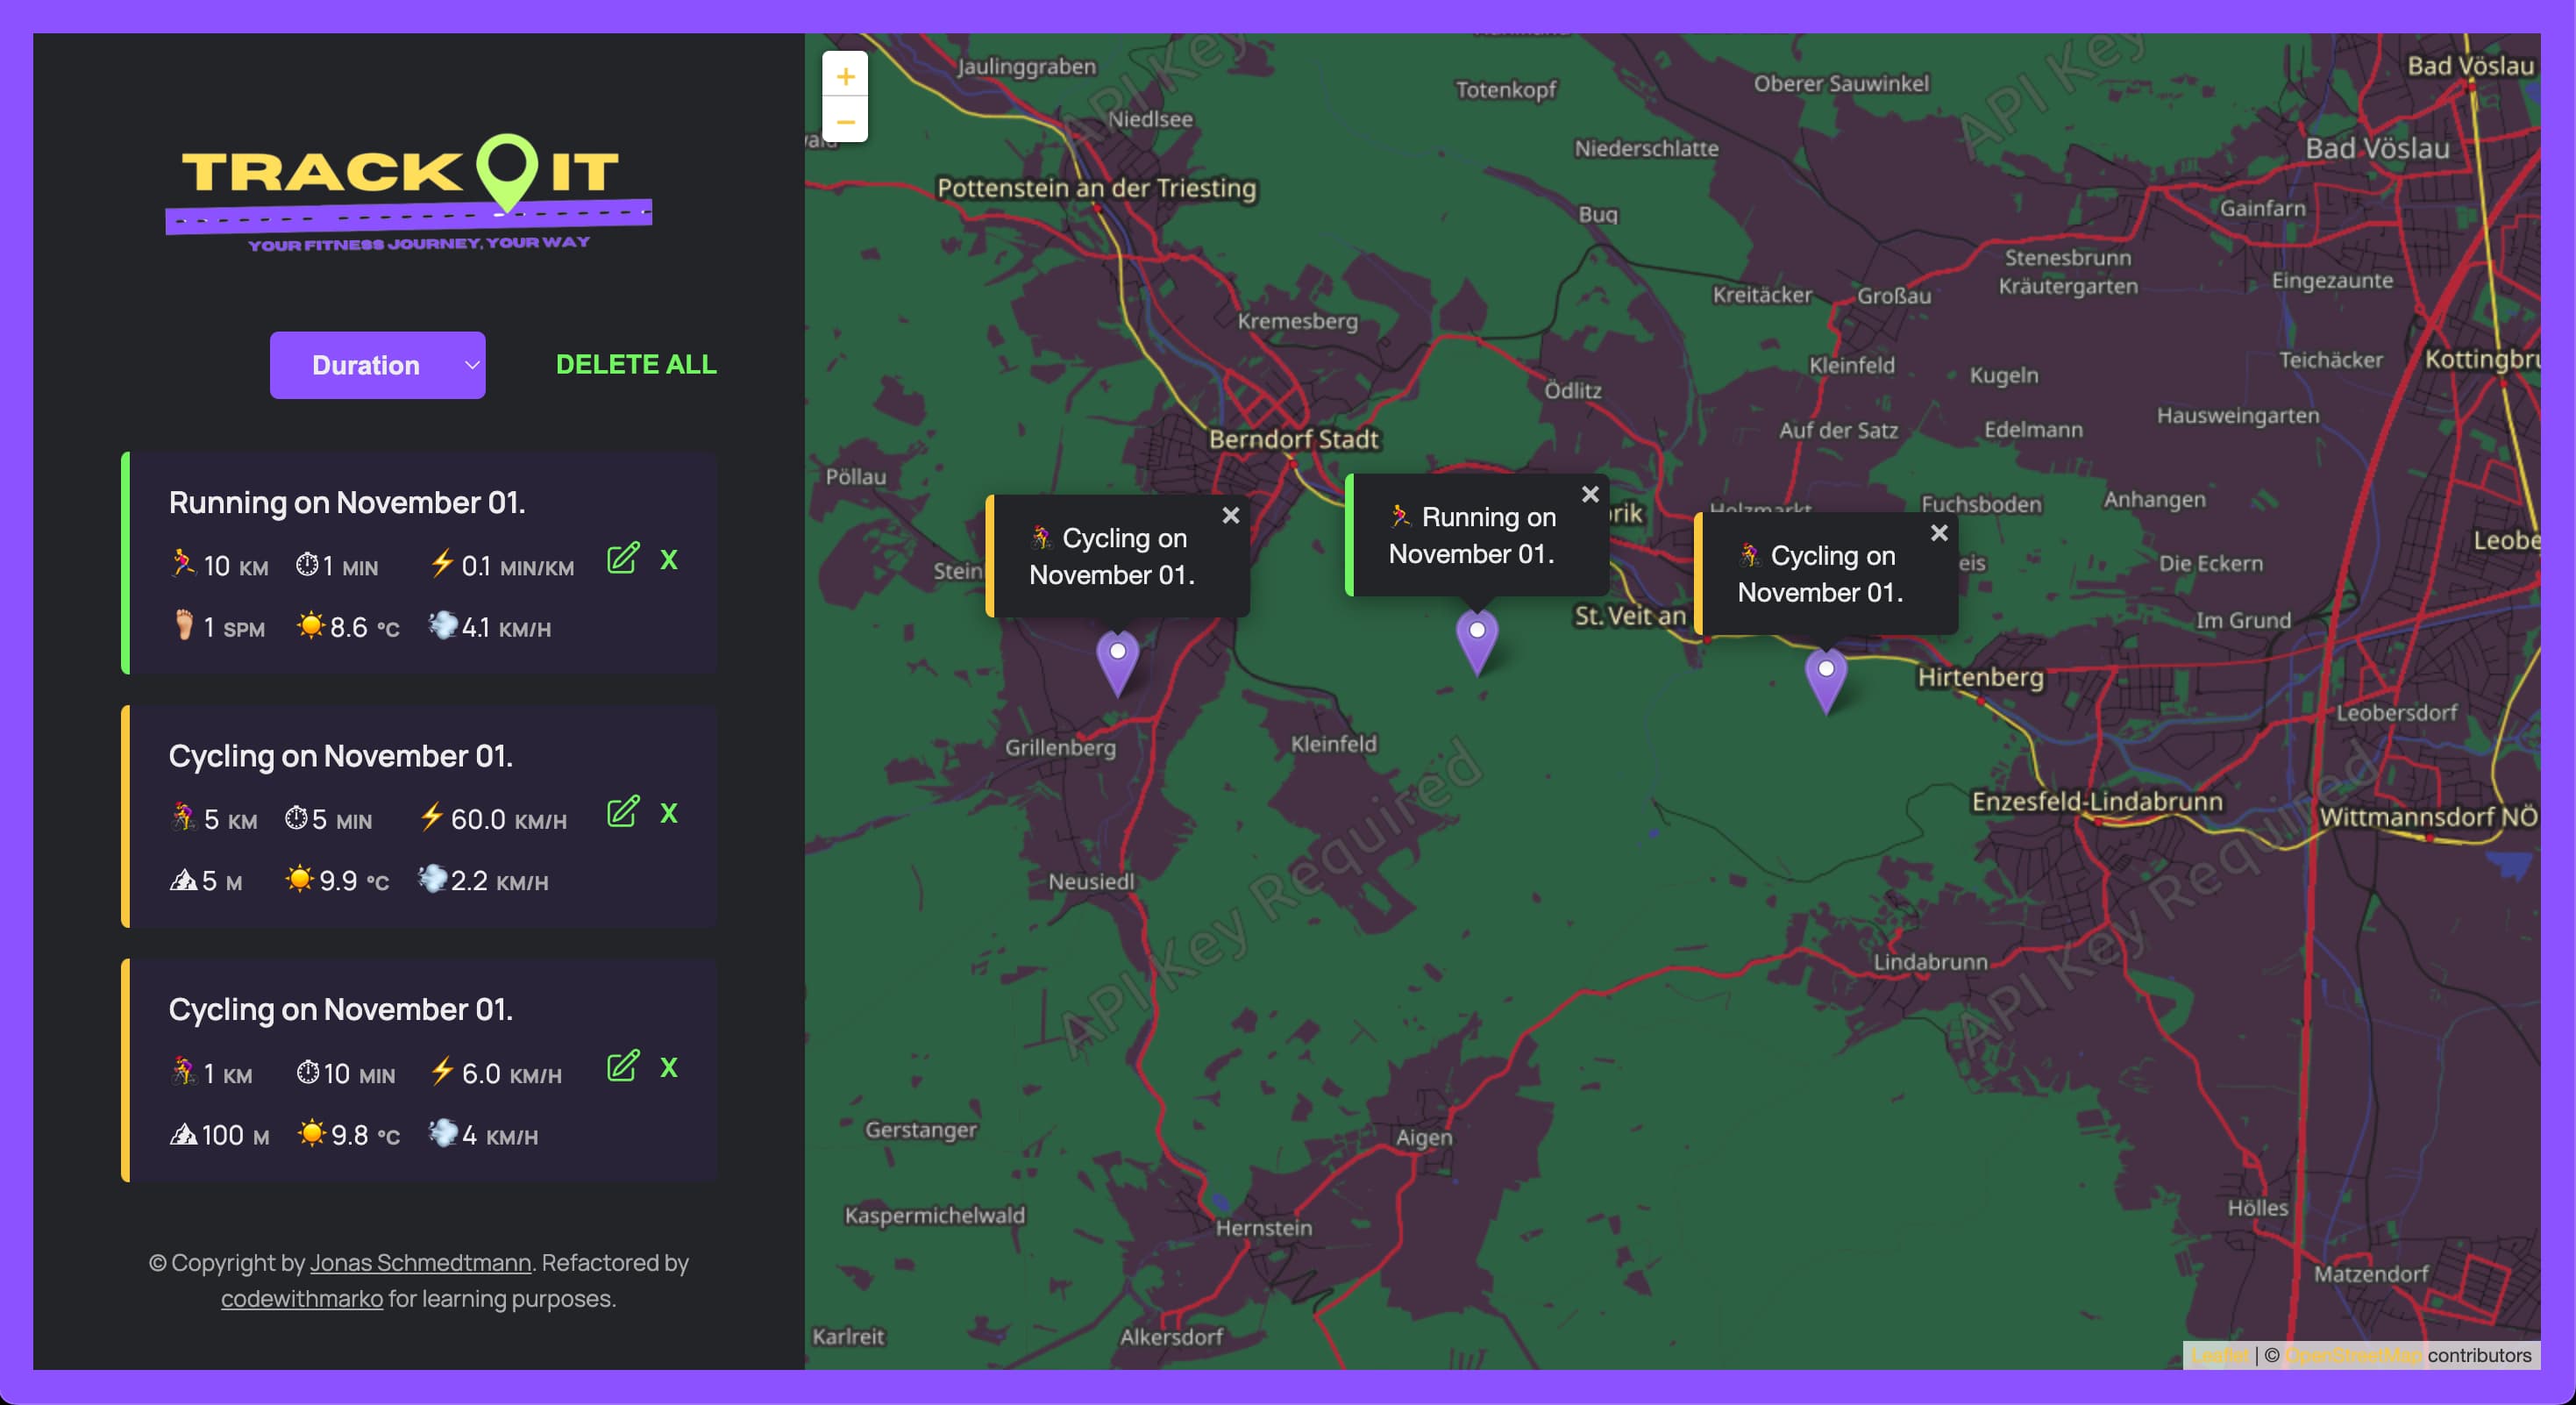 TRACK IT
YOUR FITNESS JOURNEY, YOUR WAY
Duration
DELETE ALL
Running on November 01.
10 KM 1 MIN 0.1 MIN/KM X
1 SPM 8.6 °C 4.1 KM/H
Cycling on November 01.
5 KM 5 MIN 60.0 KM/H X
5 M 9.9 °C 2.2 KM/H
Cycling on November 01.
1 KM 10 MIN 6.0 KM/H X
100 M 9.8 °C 4 KM/H
© Copyright by Jonas Schmedtmann. Refactored by
codewithmarko for learning purposes.
+
−
Jaulinggraben
API Key
API Key
Bad Vöslau
Totenkopf
Oberer Sauwinkel
Niedlsee
Niederschlatte
Bad Vöslau
Pottenstein an der Triesting
Buq
Gainfarn
Stenesbrunn
Kräutergarten
Eingezaunte
Kreitäcker
Großau
Kremesberg
Teichäcker
Kottingbru
Kleinfeld
Kugeln
Ödlitz
Hausweingarten
Auf der Satz
Edelmann
Berndorf Stadt
Pöllau
Fuchsboden
Anhangen
Holzmarkt
rik
Cycling on
November 01.
×
Running on
November 01.
×
Cycling on
November 01.
×
Leobe
Stein
eis
Die Eckern
St. Veit an
Im Grund
Hirtenberg
Leobersdorf
Grillenberg
Kleinfeld
Enzesfeld-Lindabrunn
Wittmannsdorf NÖ
API Key Required
API Key Required
Neusiedl
Lindabrunn
Gerstanger
Aigen
Kaspermichelwald
Hernstein
Hölles
Matzendorf
Karlreit
Alkersdorf
Leaflet | © OpenStreetMap contributors